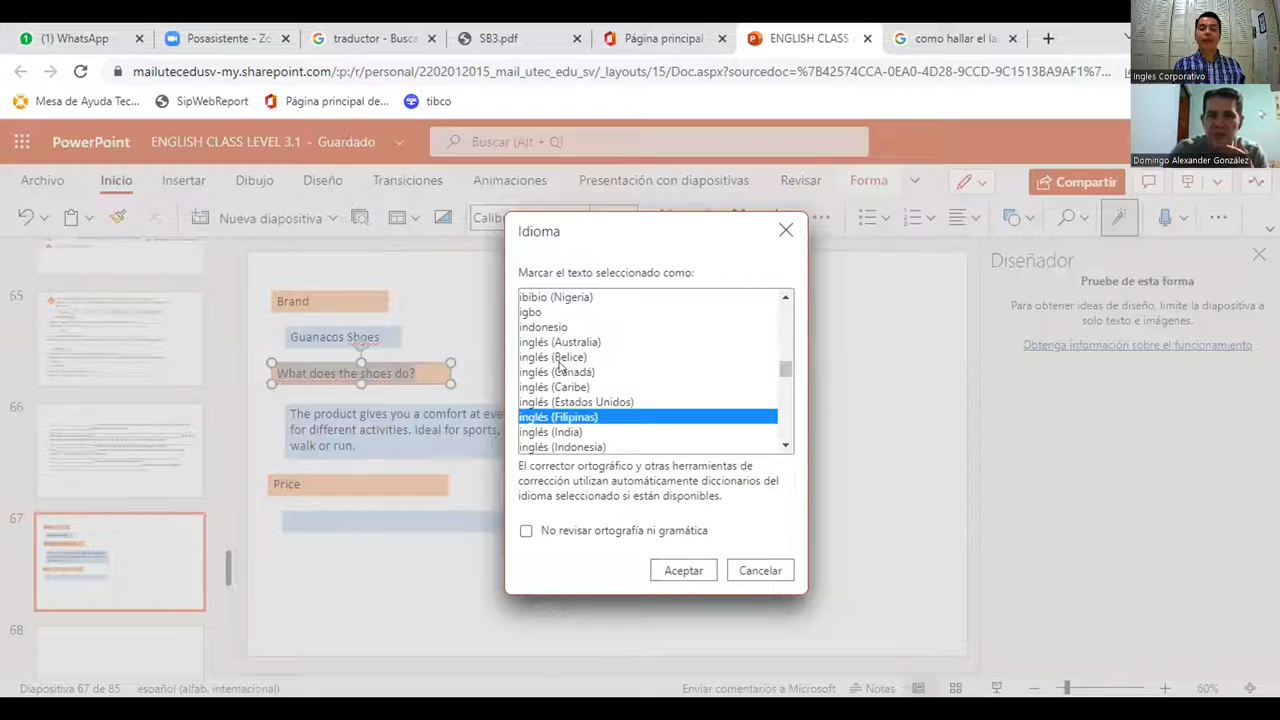 (1) WhatsApp
Posasistente - Zo
traductor - Busca
SBES
Página principal
ENGLISH CLASS
como hallar el la
mailutecedusv-my.sharepoint.com/:p:/r/personal/2202012015_mail_utec_edu_sv/_layouts/15/Doc.aspx?sourcedoc=%7B42574CCA-0EA0-4D28-9CCD-9C1513BA9AF1%7...
Mesa de Ayuda Tec...
SipWebReport
Página principal de...
tibco
Ingles Corporativo
Domingo Alexander González
PowerPoint
ENGLISH CLASS LEVEL 3.1 - Guardado
Buscar (Alt + Q)
Archivo
Inicio
Insertar
Dibujo
Diseño
Transiciones
Animaciones
Presentación con diapositivas
Revisar
Forma
Compartir
Nueva diapositiva
Calib
65
66
67
68
Brand
Guanacos Shoes
What does the shoes do?
The product gives you a comfort at eve
for different activities. Ideal for sports,
walk or run.
Price
Idioma
Marcar el texto seleccionado como:
ibibio (Nigeria)
igbo
indonesio
inglés (Australia)
inglés (Belice)
inglés (Canadá)
inglés (Caribe)
inglés (Estados Unidos)
inglés (Filipinas)
inglés (India)
inglés (Indonesia)
El corrector ortográfico y otras herramientas de
corrección utilizan automáticamente diccionarios del
idioma seleccionado si están disponibles.
No revisar ortografía ni gramática
Aceptar
Cancelar
Diseñador
Pruebe de esta forma
Para obtener ideas de diseño, limite la diapositiva a
solo texto e imágenes.
Obtenga información sobre el funcionamiento
Diapositiva 67 de 85
español (alfab. internacional)
Enviar comentarios a Microsoft
Notas
60%